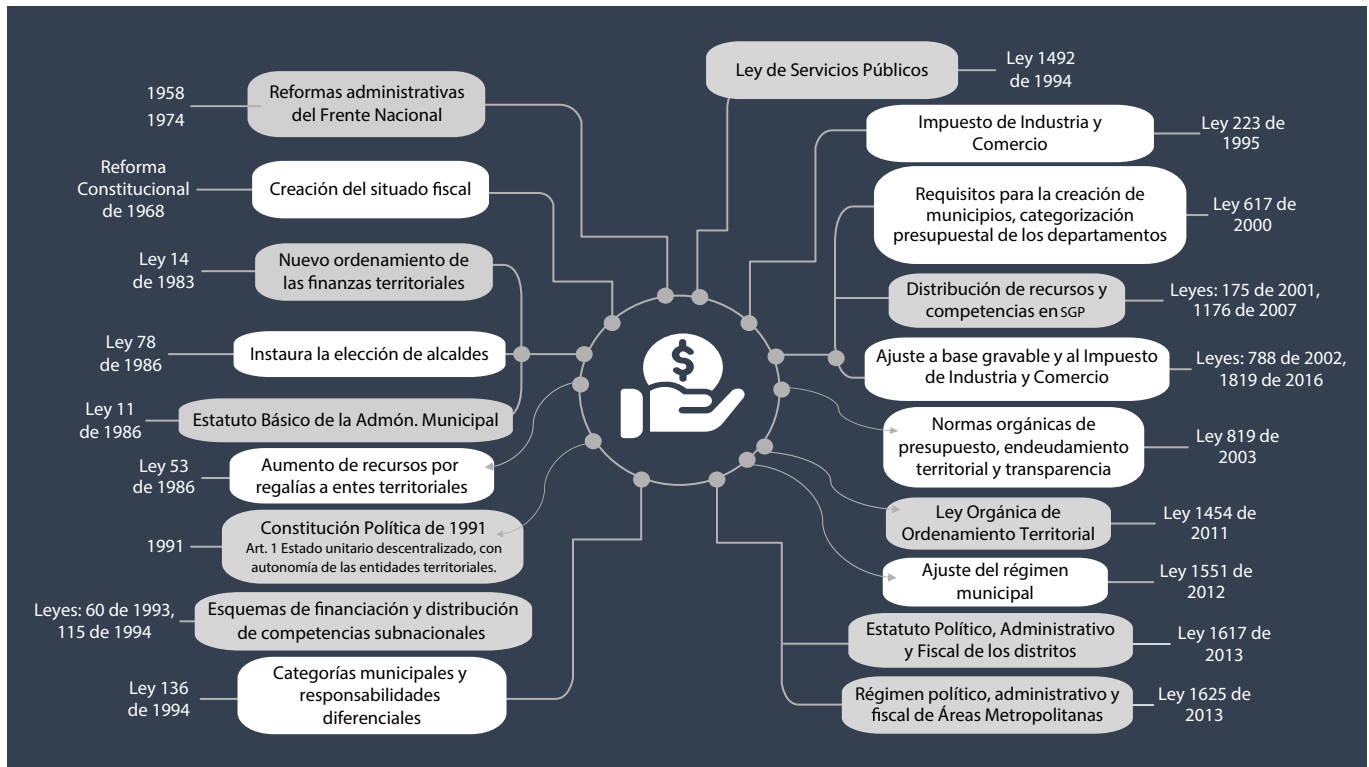 1958
1974
Reformas administrativas
del Frente Nacional
Reforma
Constitucional
de 1968
Creación del situado fiscal
Ley 14
de 1983
Nuevo ordenamiento de
las finanzas territoriales
Ley 78
de 1986
Instaura la elección de alcaldes
Ley 11
de 1986
Estatuto Básico de la Admón. Municipal
Ley 53
de 1986
Aumento de recursos por
regalías a entes territoriales
1991
Constitución Política de 1991
Art. 1 Estado unitario descentralizado, con
autonomía de las entidades territoriales.
Leyes: 60 de 1993,
115 de 1994
Esquemas de financiación y distribución
de competencias subnacionales
Ley 136
de 1994
Categorías municipales y
responsabilidades
diferenciales
$
Ley de Servicios Públicos
Ley 1492
de 1994
Impuesto de Industria y
Comercio
Ley 223 de
1995
Requisitos para la creación de
municipios, categorización
presupuestal de los departamentos
Ley 617 de
2000
Distribución de recursos y
competencias en SGP
Leyes: 175 de 2001,
1176 de 2007
Ajuste a base gravable y al Impuesto
de Industria y Comercio
Leyes: 788 de 2002,
1819 de 2016
Normas orgánicas de
presupuesto, endeudamiento
territorial y transparencia
Ley 819 de
2003
Ley Orgánica de
Ordenamiento Territorial
Ley 1454 de
2011
Ajuste del régimen
municipal
Ley 1551 de
2012
Estatuto Político, Administrativo
y Fiscal de los distritos
Ley 1617 de
2013
Régimen político, administrativo y
fiscal de Áreas Metropolitanas
Ley 1625 de
2013